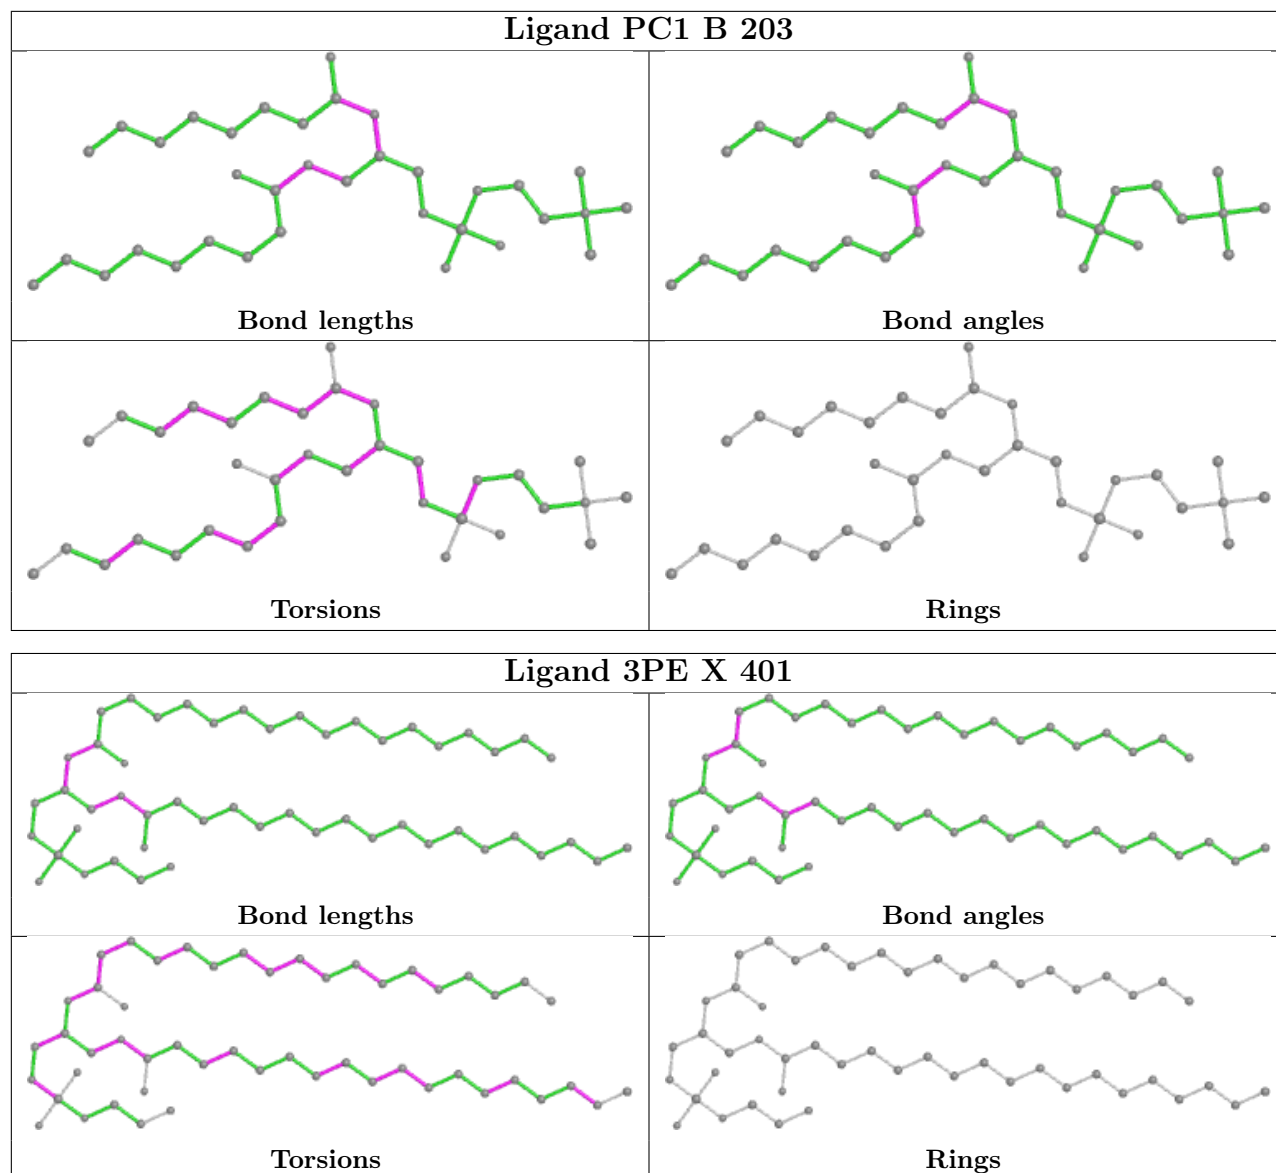 Ligand PC1 B 203
Bond lengths
Bond angles
Torsions
Rings
Ligand 3PE X 401
Bond lengths
Bond angles
Torsions
Rings